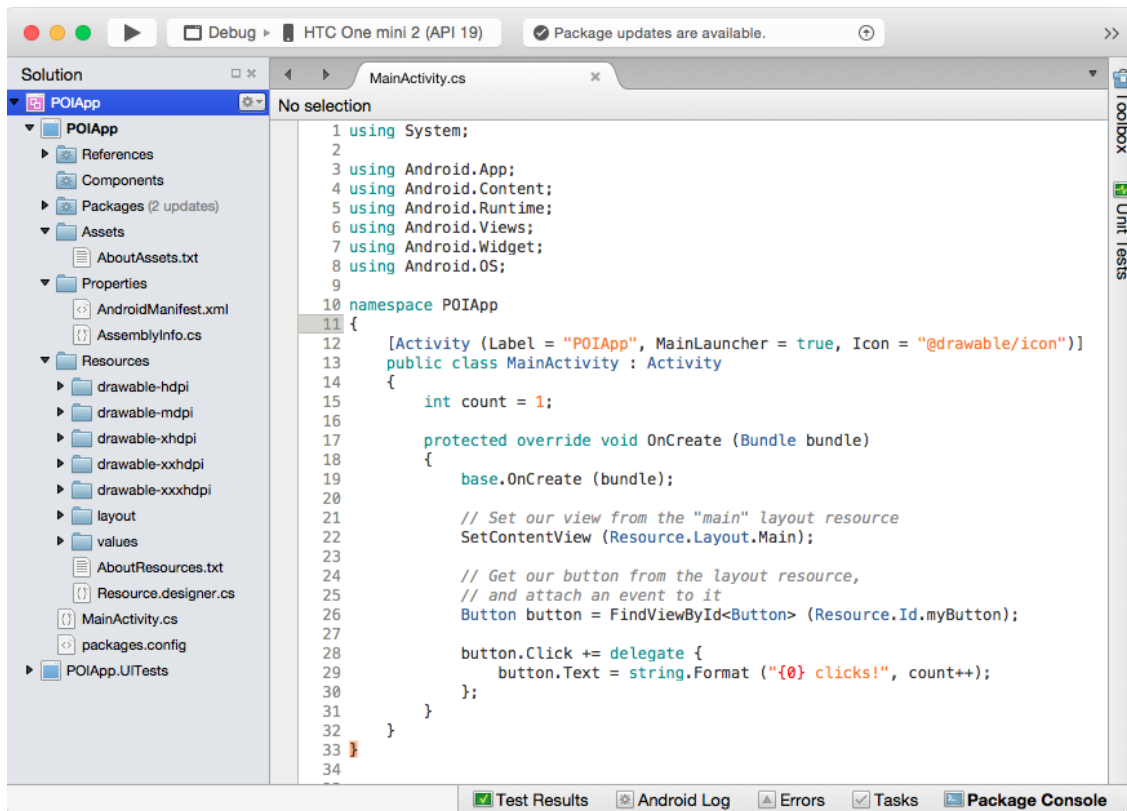 Debug
HTC One mini 2 (API 19)
Package updates are available.
Solution
POIApp
POIApp
References
Components
Packages (2 updates)
Assets
AboutAssets.txt
Properties
AndroidManifest.xml
AssemblyInfo.cs
Resources
drawable-hdpi
drawable-mdpi
drawable-xhdpi
drawable-xxhdpi
drawable-xxxhdpi
layout
values
AboutResources.txt
Resource.designer.cs
MainActivity.cs
packages.config
POIApp.UITests
MainActivity.cs
No selection
1 using System;
2
3 using Android.App;
4 using Android.Content;
5 using Android.Runtime;
6 using Android.Views;
7 using Android.Widget;
8 using Android.OS;
9
10 namespace POIApp
11 {
12     [Activity (Label = "POIApp", MainLauncher = true, Icon = "@drawable/icon")]
13     public class MainActivity : Activity
14     {
15         int count = 1;
16
17         protected override void OnCreate (Bundle bundle)
18         {
19             base.OnCreate (bundle);
20
21             // Set our view from the "main" layout resource
22             SetContentView (Resource.Layout.Main);
23
24             // Get our button from the layout resource,
25             // and attach an event to it
26             Button button = FindViewById<Button> (Resource.Id.myButton);
27
28             button.Click += delegate {
29                 button.Text = string.Format ("{0} clicks!", count++);
30             };
31         }
32     }
33 }
34
Toolbox
Unit Tests
Test Results
Android Log
Errors
Tasks
Package Console